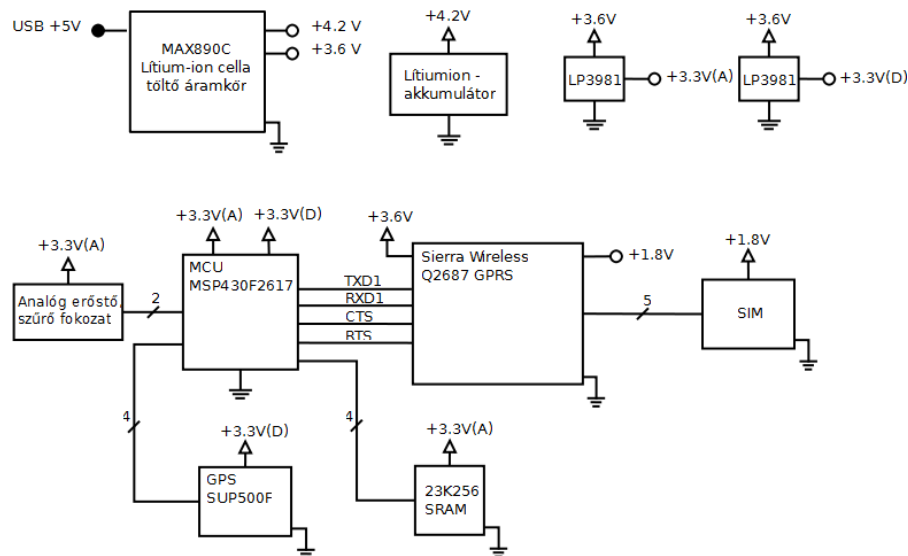 USB +5V
MAX890C
Lítium-ion cella
töltő áramkör
+4.2 V
+3.6 V
+4.2V
Lítiumion -
akkumulátor
+3.6V
LP3981
+3.3V(A)
+3.6V
LP3981
+3.3V(D)
+3.3V(A)
Analóg erőstő,
szűrő fokozat
2
+3.3V(A)
+3.3V(D)
MCU
MSP430F2617
TXD1
RXD1
CTS
RTS
+3.6V
Sierra Wireless
Q2687 GPRS
+1.8V
5
+1.8V
SIM
4
+3.3V(D)
GPS
SUP500F
4
+3.3V(A)
23K256
SRAM